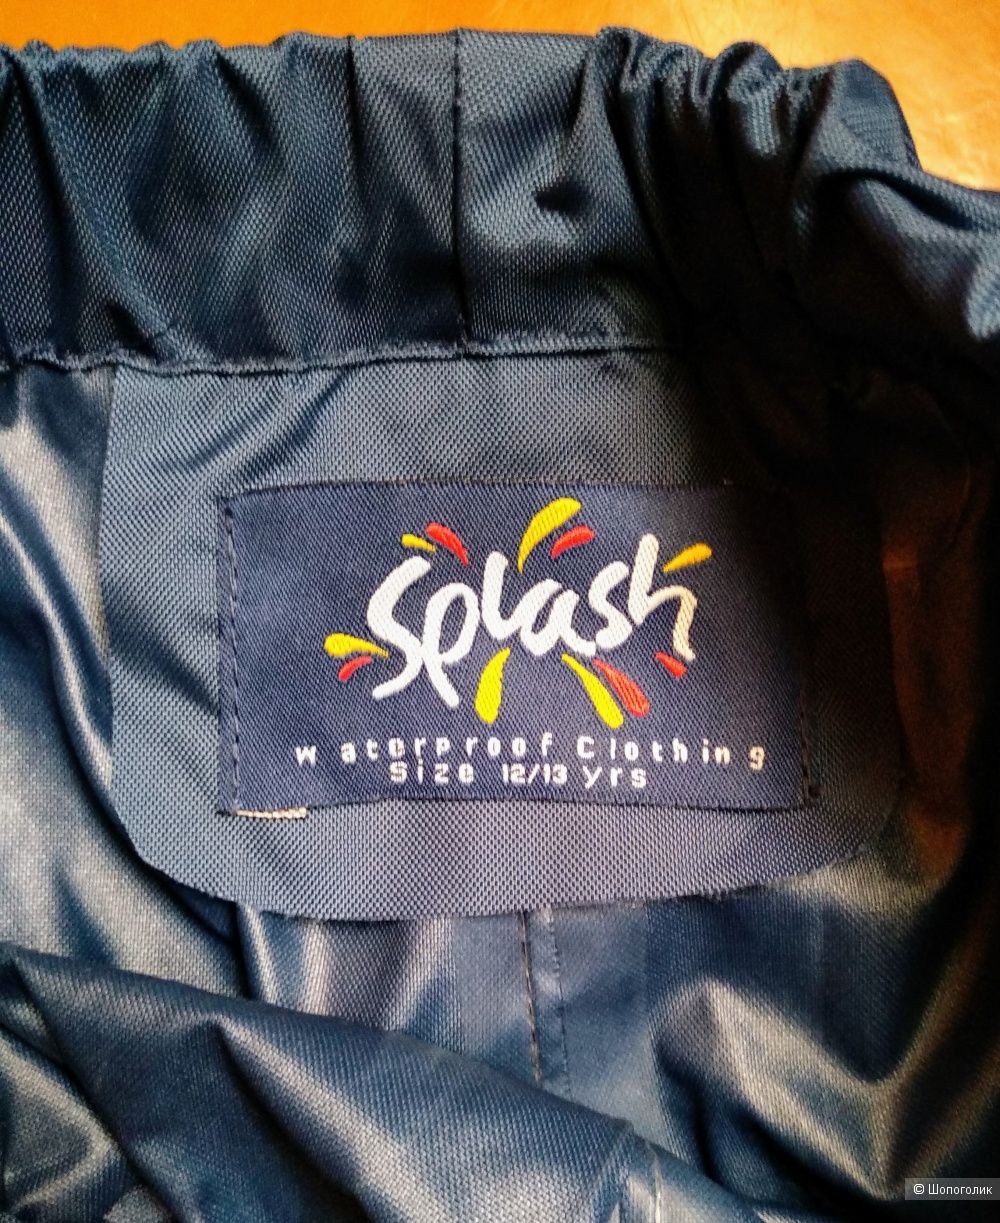 splash
waterproof Clothing
Size 12/13 yrs
© Шопоголик